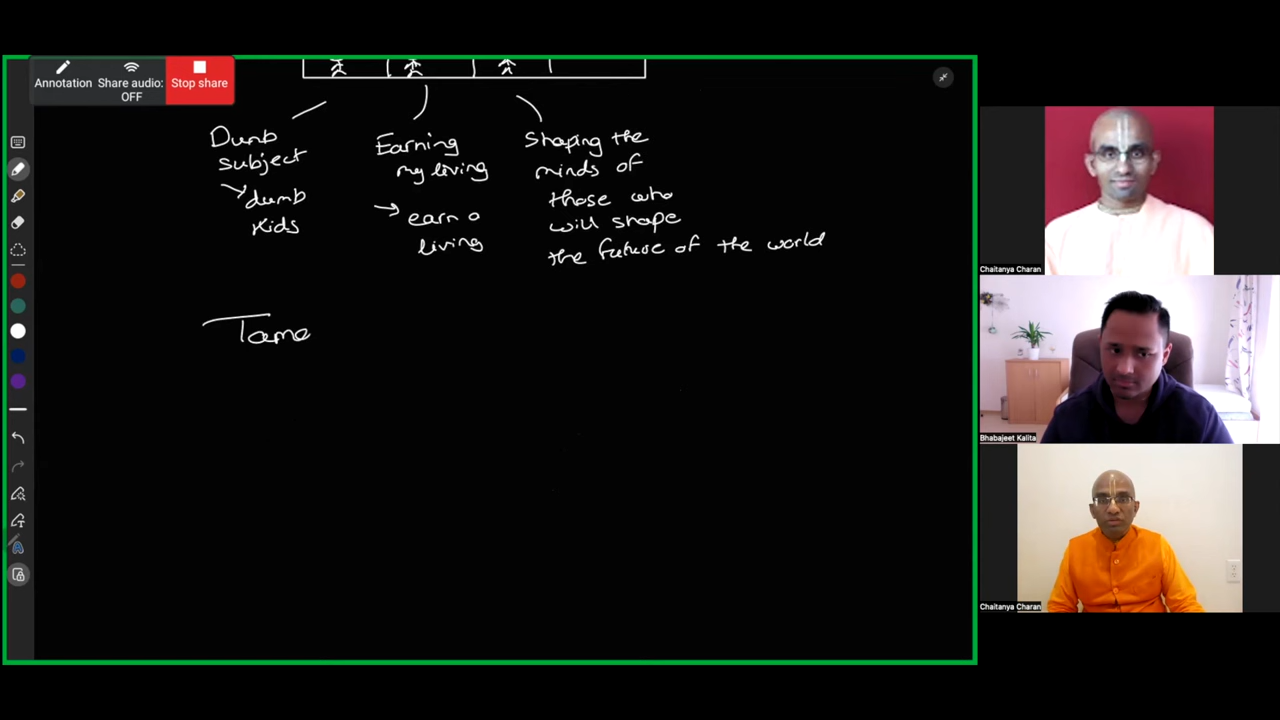 Annotation
Share audio:
OFF
Stop share
Dumb
subject
dumb
kids
Earning
my living
earn a
living
Shaping the
minds of
those who
will shape
the future of the world
Tamo
Chaitanya Charan
Bhabajeet Kalita
Chaitanya Charan